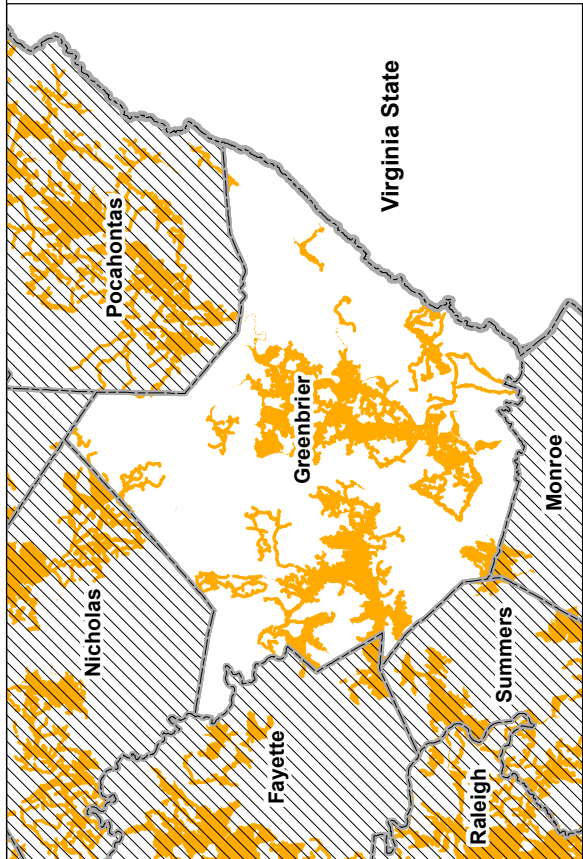 Pocahontas
Virginia State
Nicholas
Greenbrier
Fayette
Monroe
Summers
Raleigh